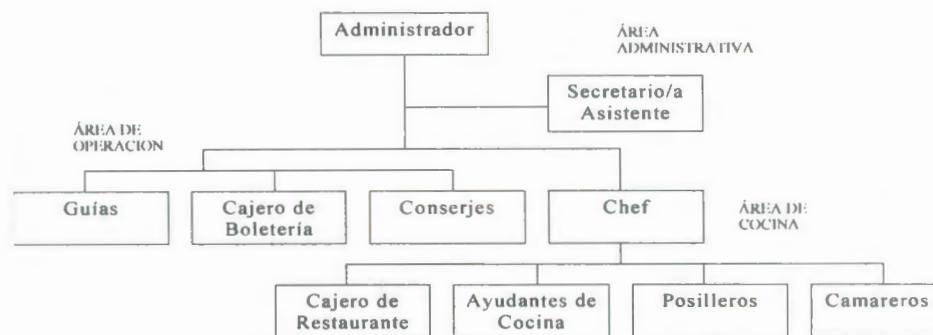 Administrador
ÁREA
ADMINISTRATIVA
Secretario/a
Asistente
ÁREA DE
OPERACION
Guías
Cajero de
Boletería
Conserjes
Chef
ÁREA DE
COCINA
Cajero de
Restaurante
Ayudantes de
Cocina
Posilleros
Camareros